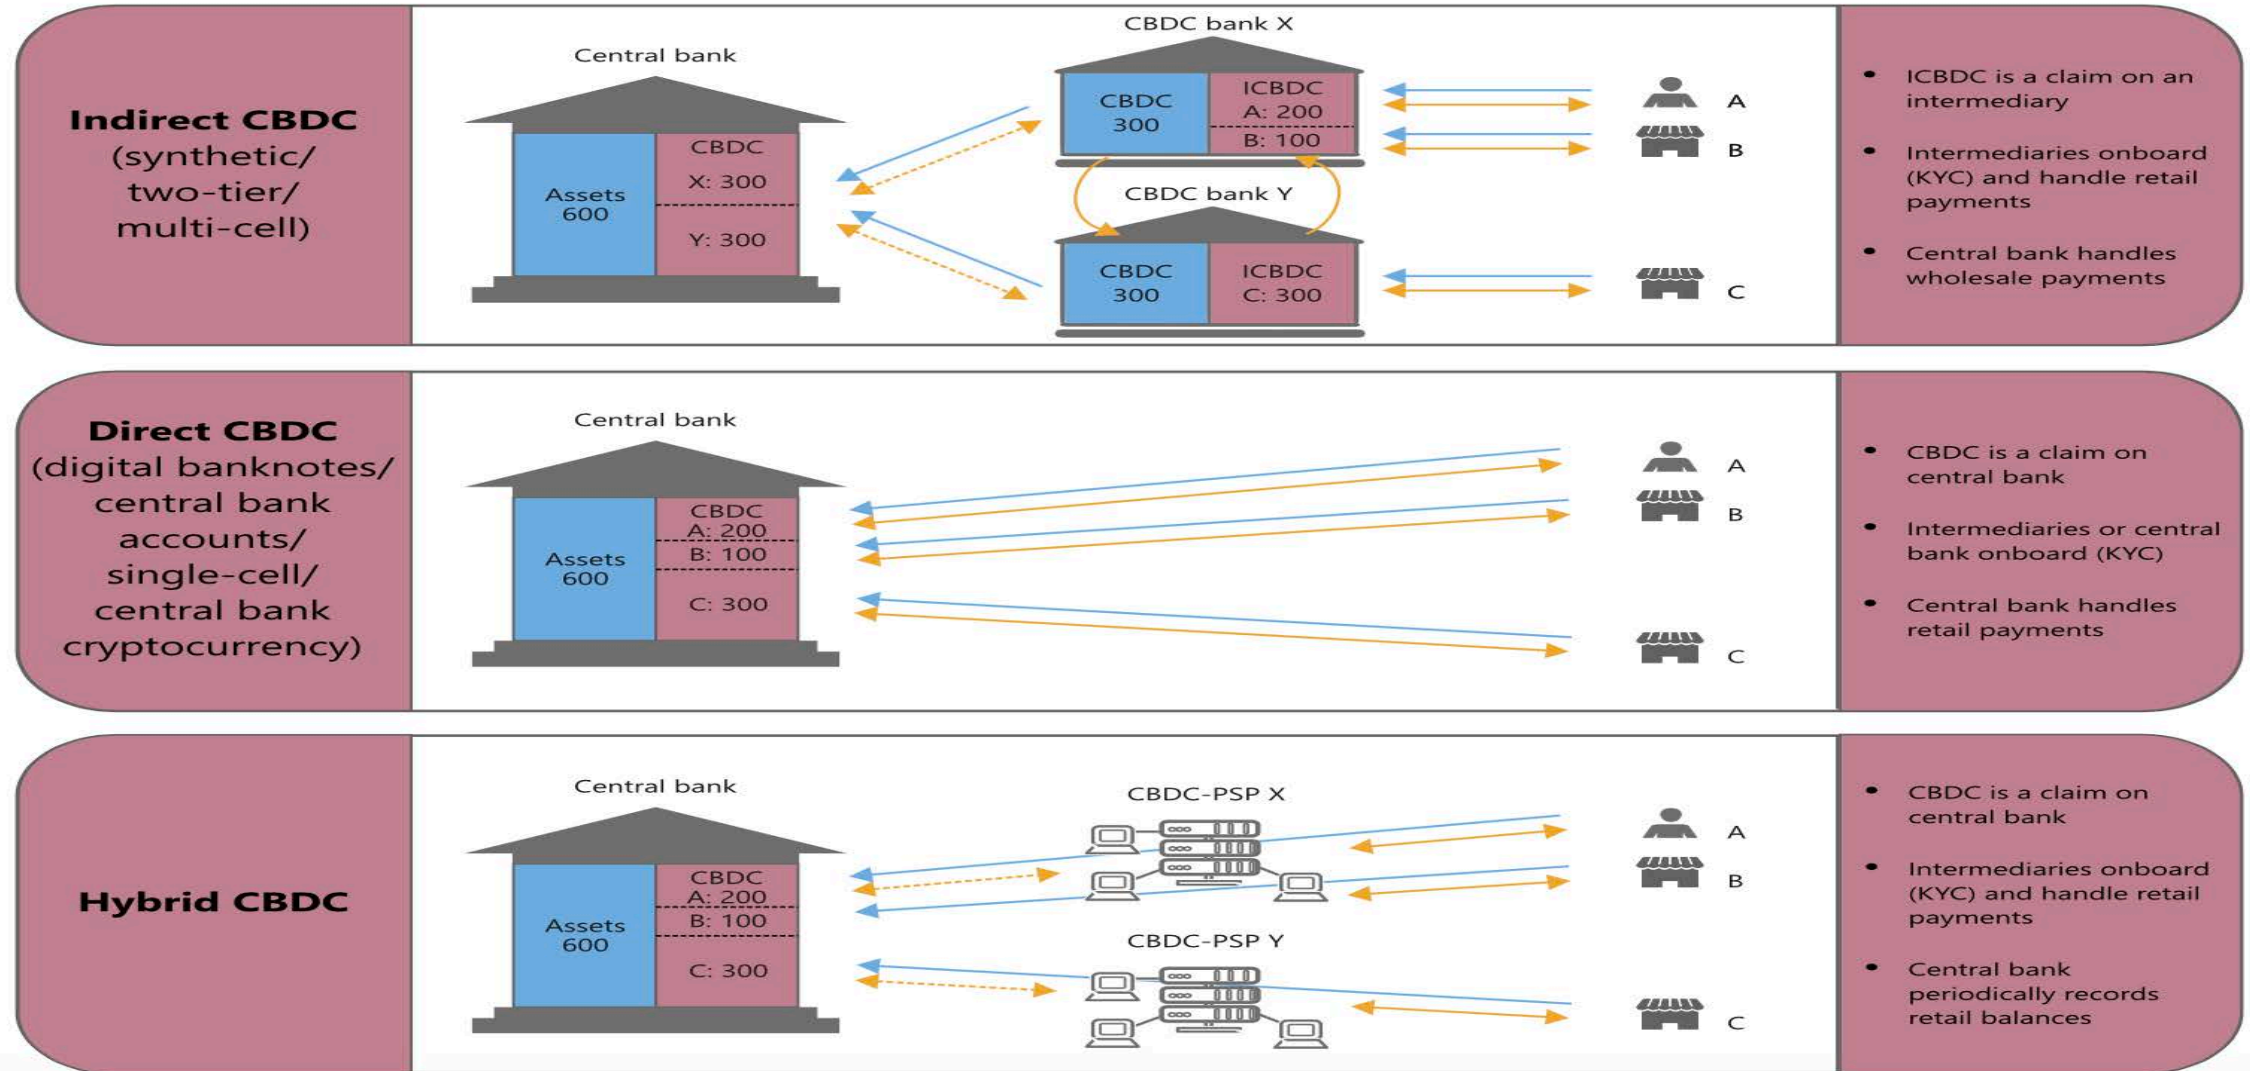 Indirect CBDC
(synthetic/
two-tier/
multi-cell)
Central bank
Assets
600
CBDC
X: 300
Y: 300
CBDC bank X
CBDC
300
ICBDC
A: 200
B: 100
CBDC bank Y
CBDC
300
ICBDC
C: 300
A
B
C
• ICBDC is a claim on an
intermediary
• Intermediaries onboard
(KYC) and handle retail
payments
• Central bank handles
wholesale payments
Direct CBDC
(digital banknotes/
central bank
accounts/
single-cell/
central bank
cryptocurrency)
Central bank
Assets
600
CBDC
A: 200
B: 100
C: 300
A
B
C
• CBDC is a claim on
central bank
• Intermediaries or central
bank onboard (KYC)
• Central bank handles
retail payments
Hybrid CBDC
Central bank
Assets
600
CBDC
A: 200
B: 100
C: 300
CBDC-PSP X
CBDC-PSP Y
A
B
C
• CBDC is a claim on
central bank
• Intermediaries onboard
(KYC) and handle retail
payments
• Central bank
periodically records
retail balances